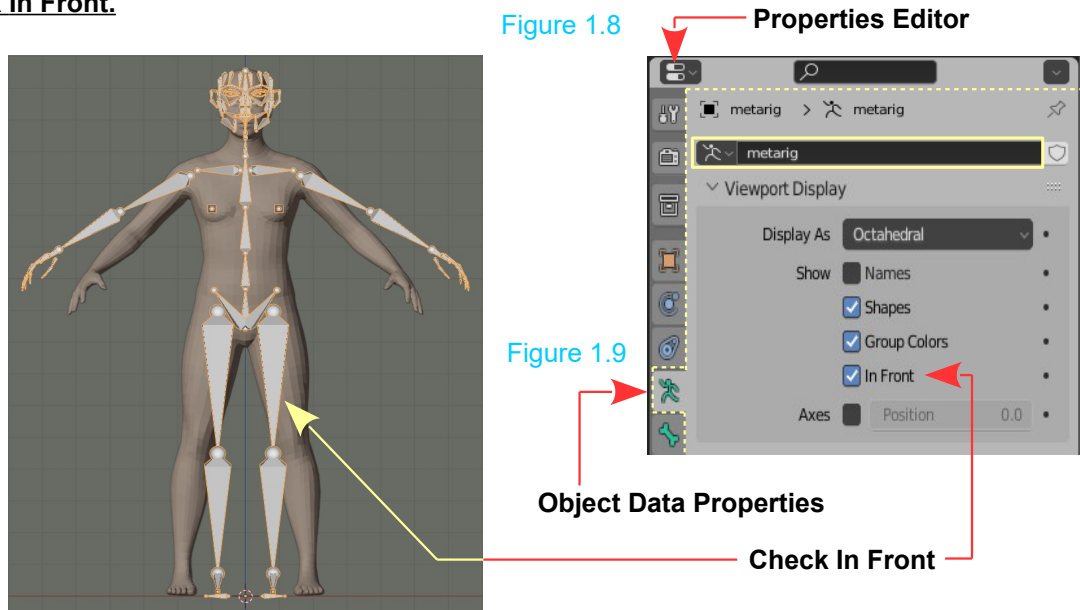 In Front.
Figure 1.8
Properties Editor
metarig > metarig
metarig
Viewport Display
Display As Octahedral
Show Names
Shapes
Group Colors
Figure 1.9
In Front
Axes Position 0.0
Object Data Properties
Check In Front